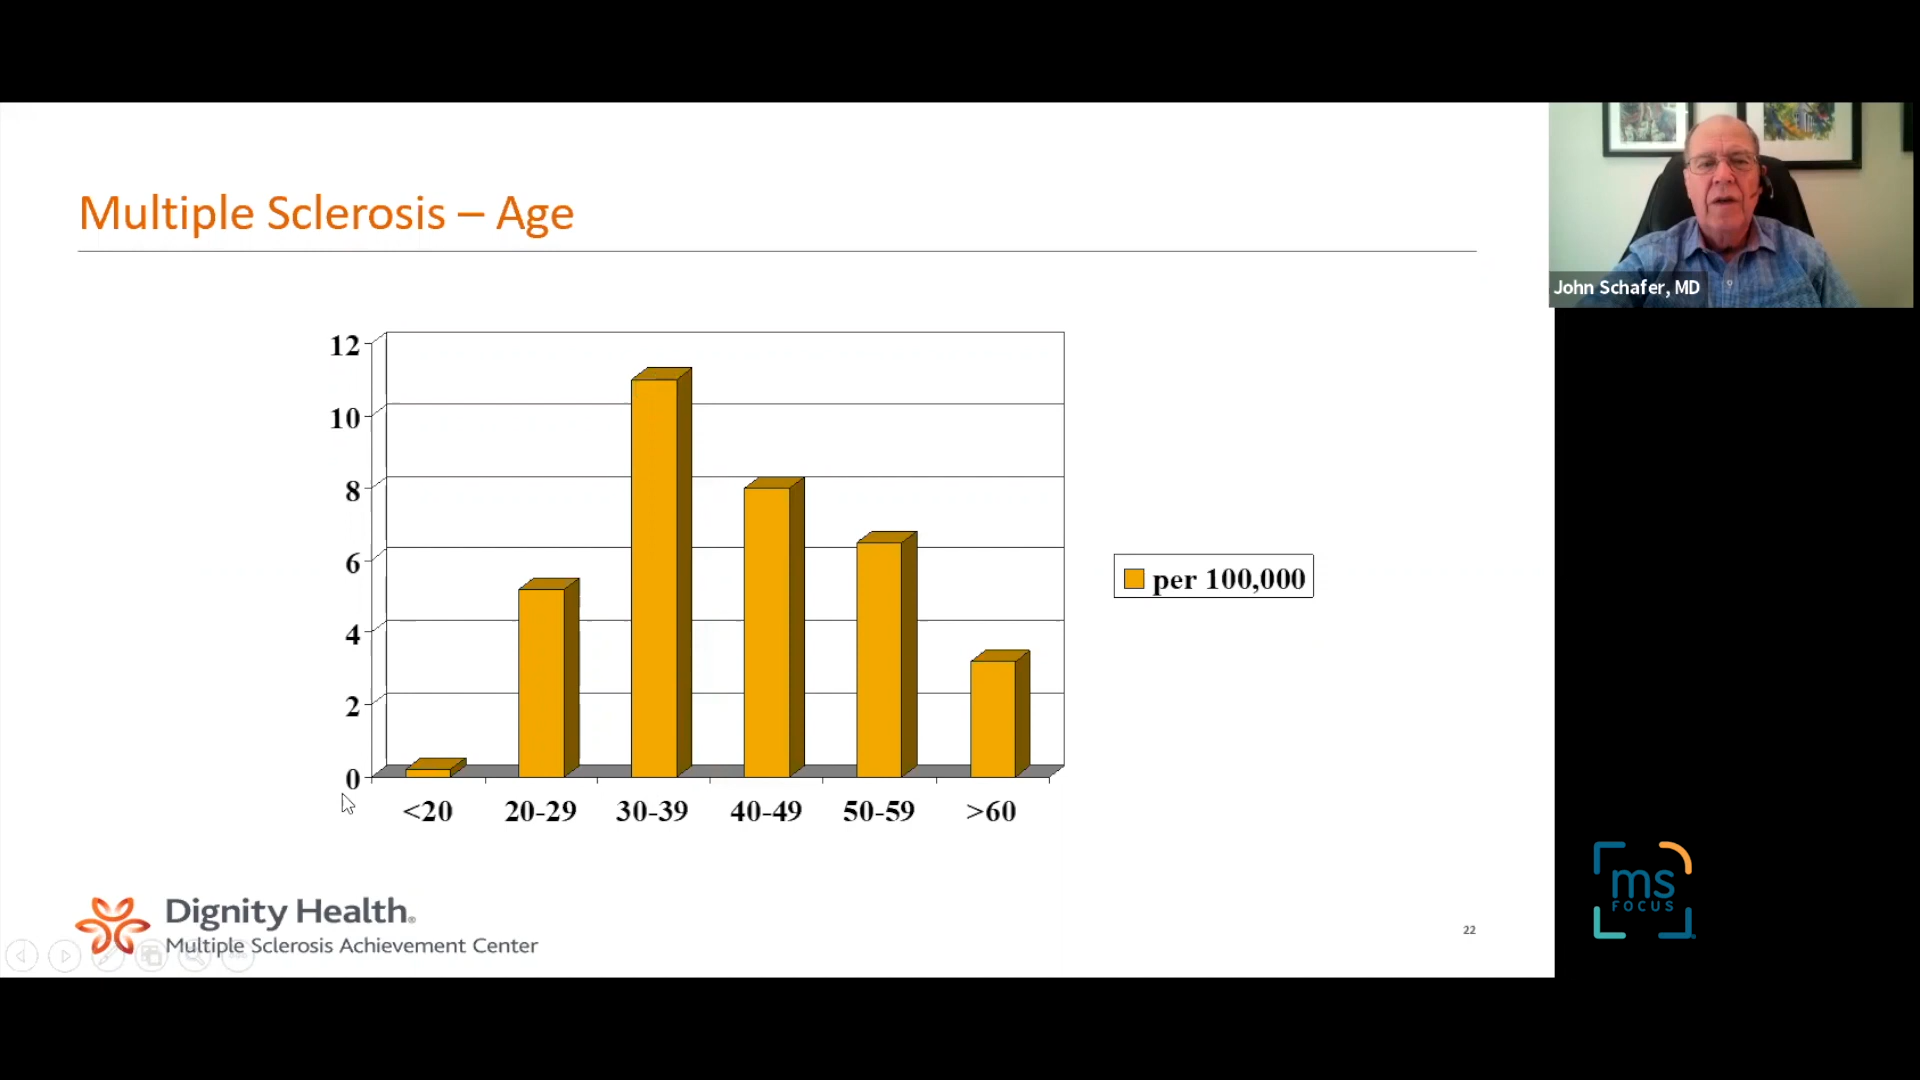 Multiple Sclerosis – Age
12
10
8
6
4
2
0
<20 20-29 30-39 40-49 50-59 >60
per 100,000
Dignity Health®
Multiple Sclerosis Achievement Center
22
John Schafer, MD
ms
FOCUS